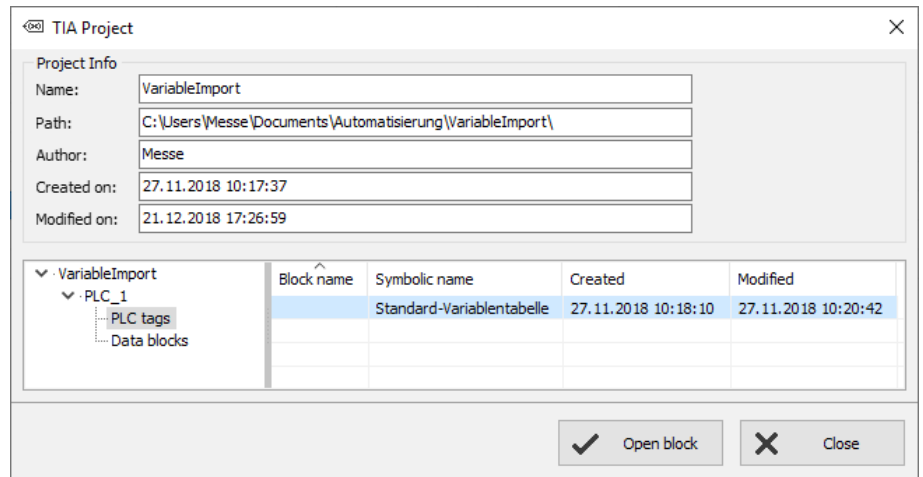 TIA Project
Project Info
Name: VariableImport
Path: C:\Users\Messe\Documents\Automatisierung\VariableImport\
Author: Messe
Created on: 27.11.2018 10:17:37
Modified on: 21.12.2018 17:26:59
VariableImport
PLC_1
PLC tags
Data blocks
Block name Symbolic name Created Modified
Standard-Variablentabelle 27.11.2018 10:18:10 27.11.2018 10:20:42
Open block Close